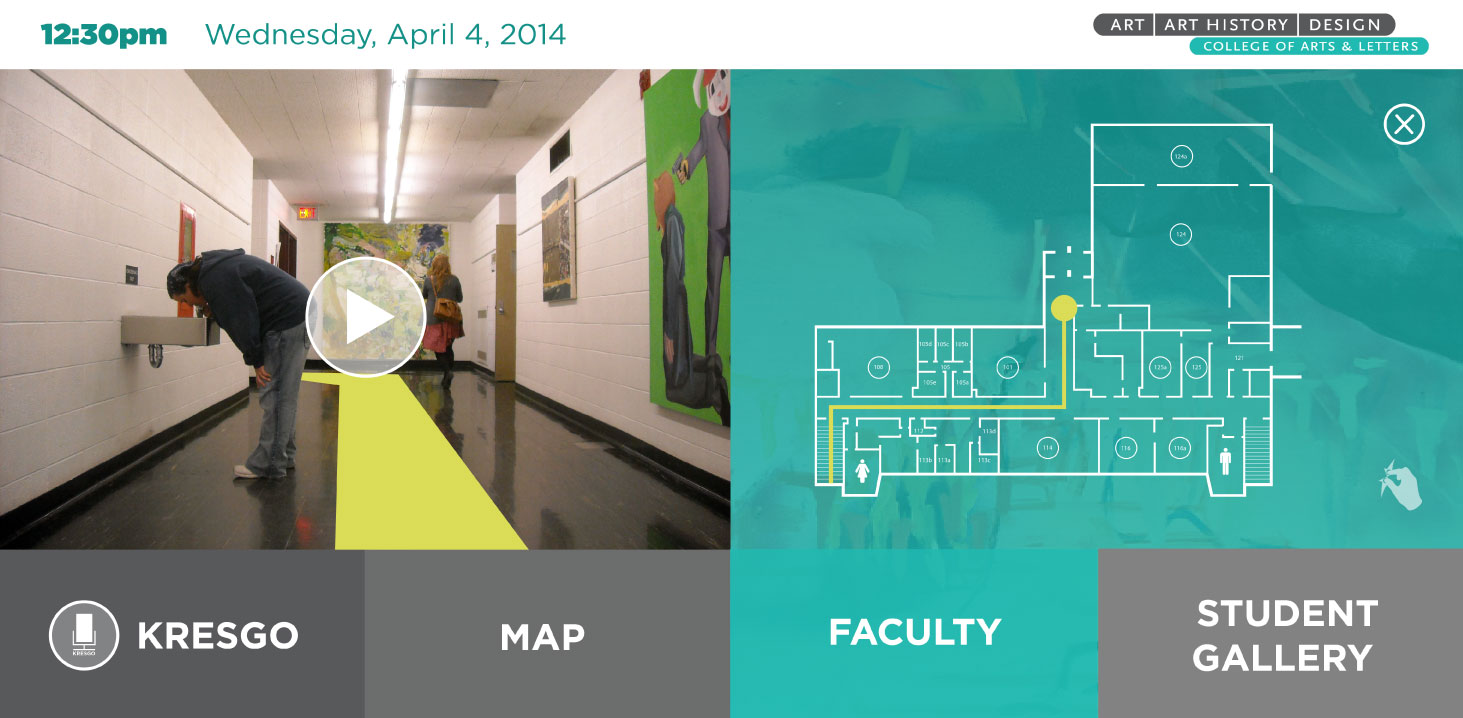 12:30pm Wednesday, April 4, 2014
ART | ART HISTORY | DESIGN
COLLEGE OF ARTS & LETTERS
124a
124
105d 105c 105b
121
105
101
125a
125
105e 105a
112
113d
114
116
116a
113b 113a 113c
KRESGO
KRESGO
MAP
FACULTY
STUDENT
GALLERY